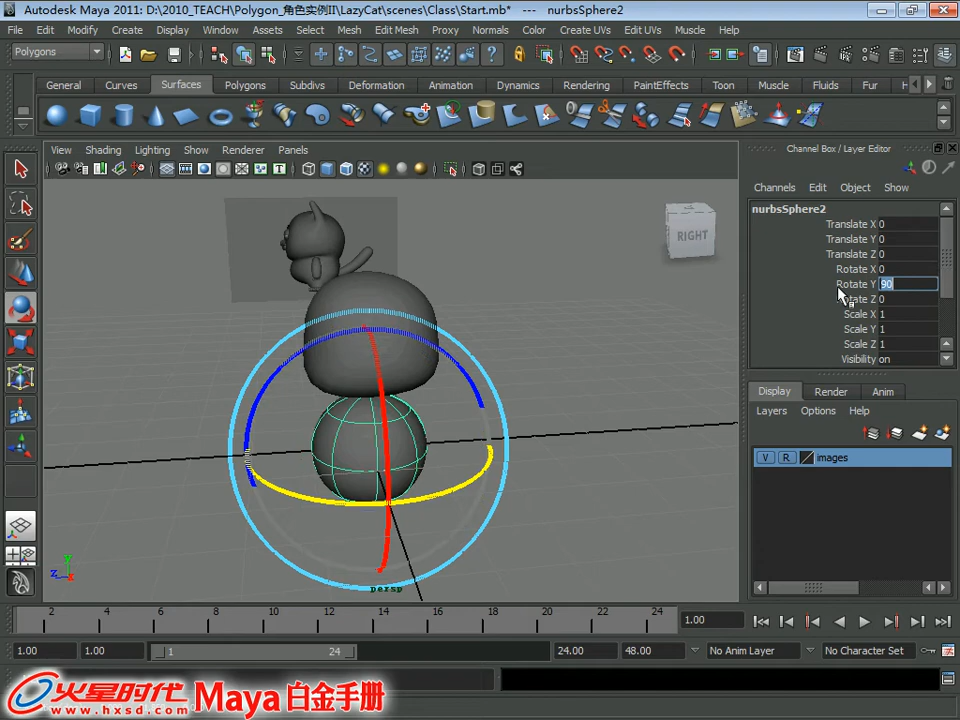 Autodesk Maya 2011: D:\2010_TEACH\Polygon_角色实例II\LazyCat\scenes\Class\Start.mb* --- nurbsSphere2
File Edit Modify Create Display Window Assets Select Mesh Edit Mesh Proxy Normals Color Create UVs Edit UVs Muscle Help
Polygons
General Curves Surfaces Polygons Subdivs Deformation Animation Dynamics Rendering PaintEffects Toon Muscle Fluids Fur
View Shading Lighting Show Renderer Panels
Channel Box / Layer Editor
Channels Edit Object Show
nurbsSphere2
Translate X 0
Translate Y 0
Translate Z 0
Rotate X 0
Rotate Y 90
Rotate Z 0
Scale X 1
Scale Y 1
Scale Z 1
Visibility on
RIGHT
Display Render Anim
Layers Options Help
V R images
persp
2 4 6 8 10 12 14 16 18 20 22 24
1.00
1.00 1.00 1 24 24.00 48.00 No Anim Layer No Character Set
火星时代 Maya 白金手册
www.hxsd.com